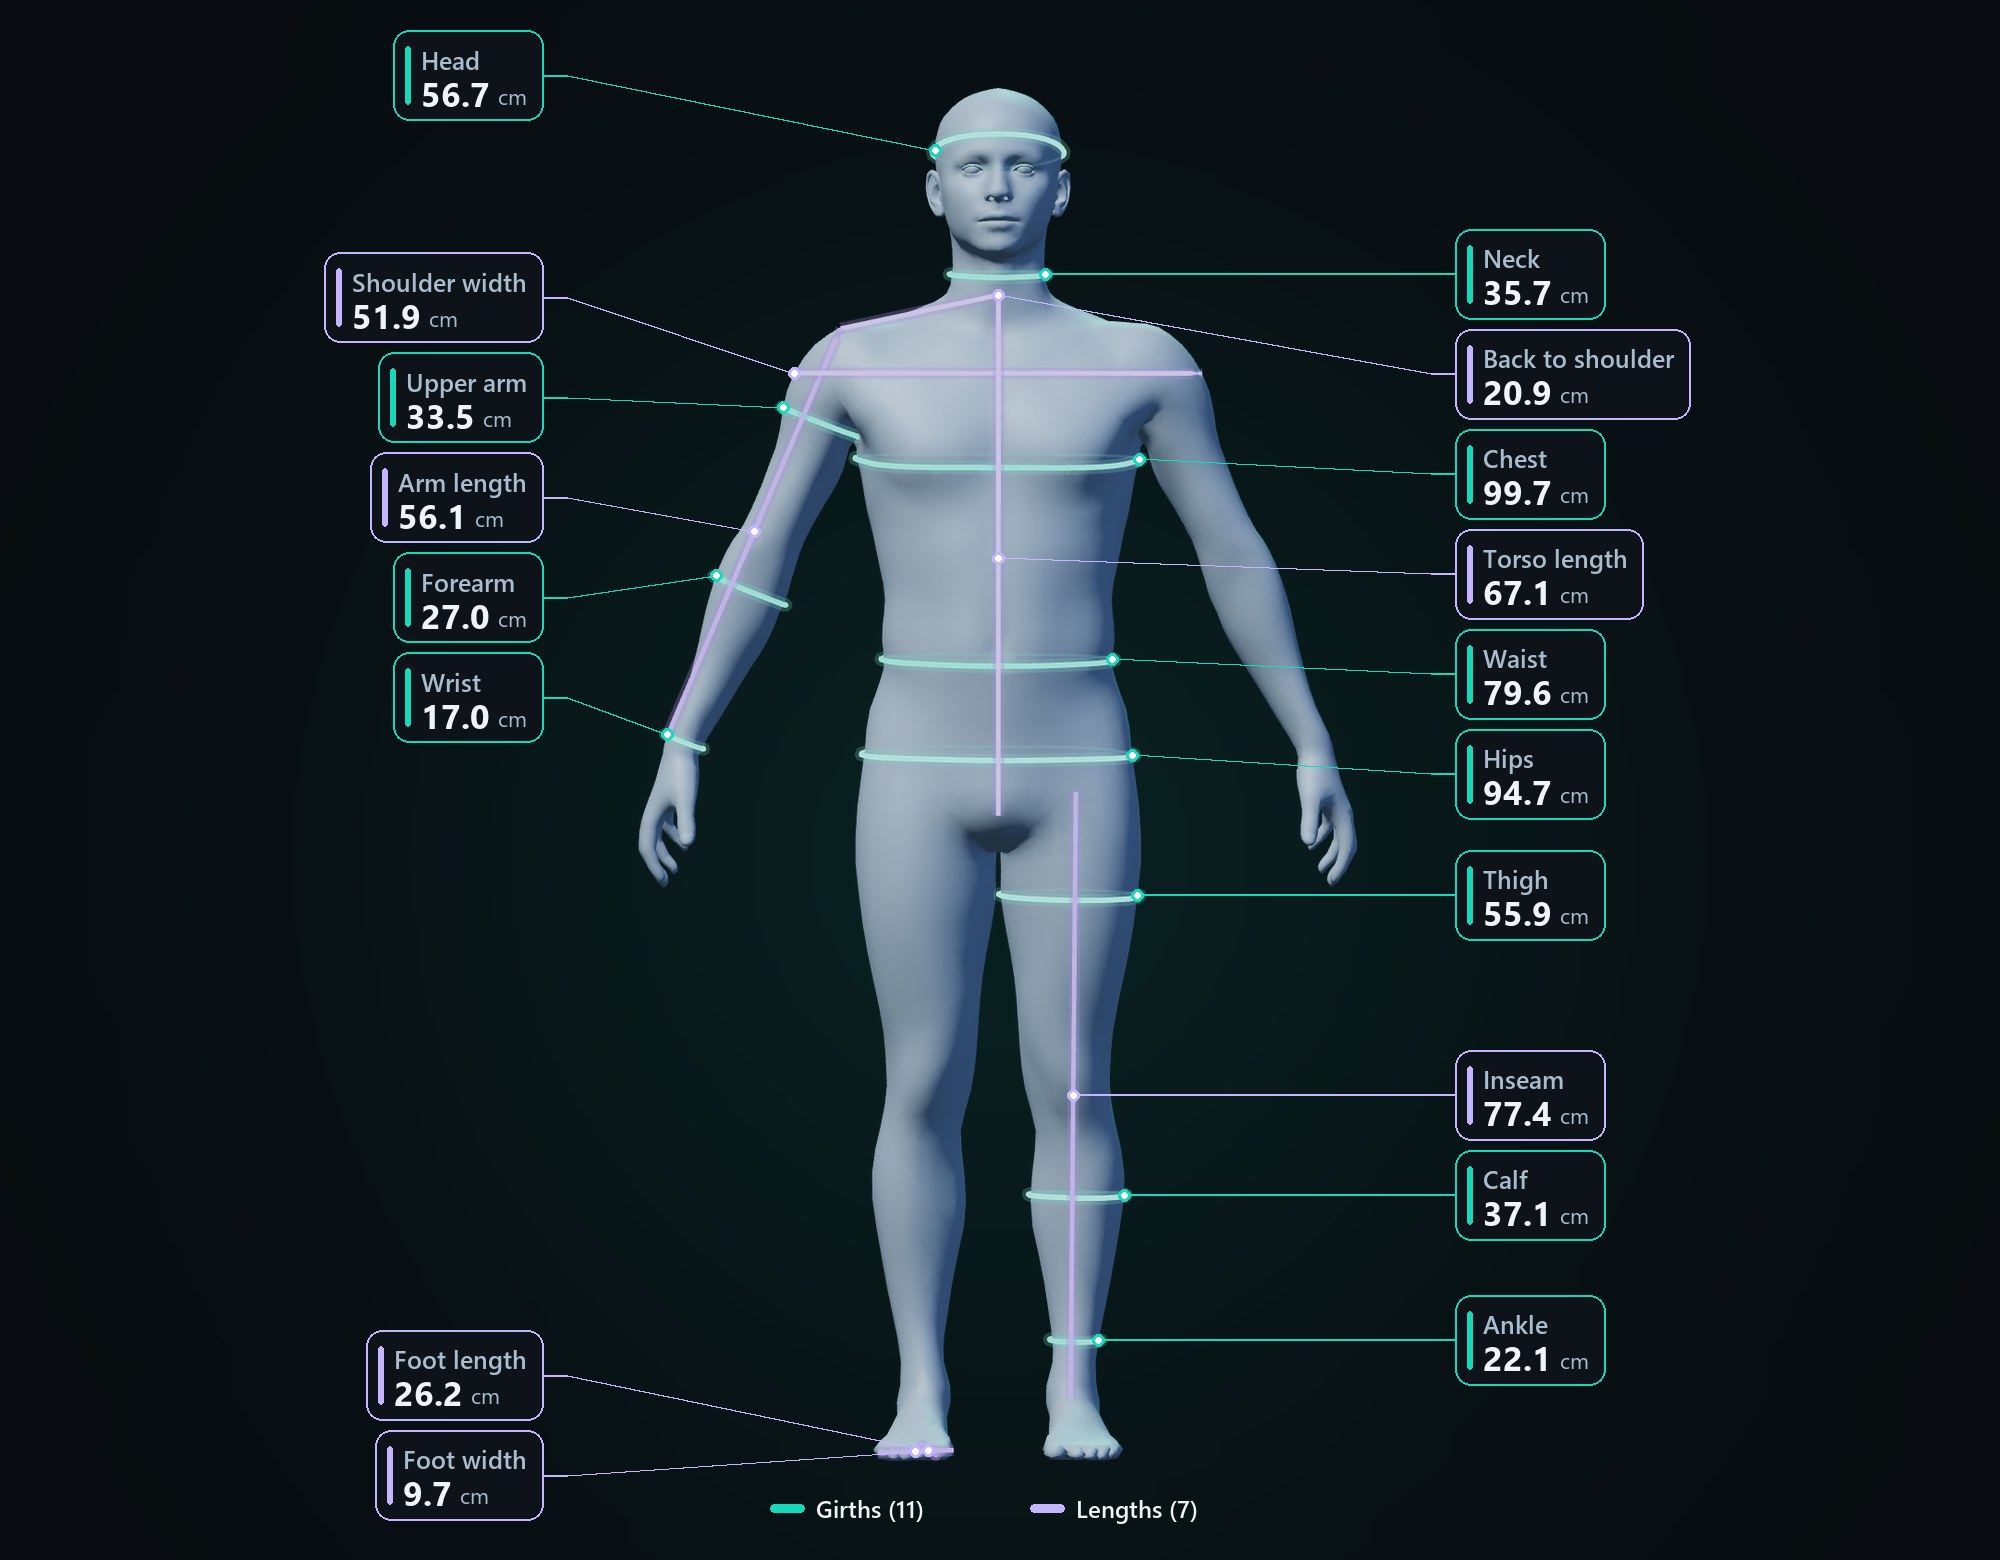 Head
56.7 cm
Shoulder width
51.9 cm
Upper arm
33.5 cm
Arm length
56.1 cm
Forearm
27.0 cm
Wrist
17.0 cm
Foot length
26.2 cm
Foot width
9.7 cm
Neck
35.7 cm
Back to shoulder
20.9 cm
Chest
99.7 cm
Torso length
67.1 cm
Waist
79.6 cm
Hips
94.7 cm
Thigh
55.9 cm
Inseam
77.4 cm
Calf
37.1 cm
Ankle
22.1 cm
Girths (11)
Lengths (7)